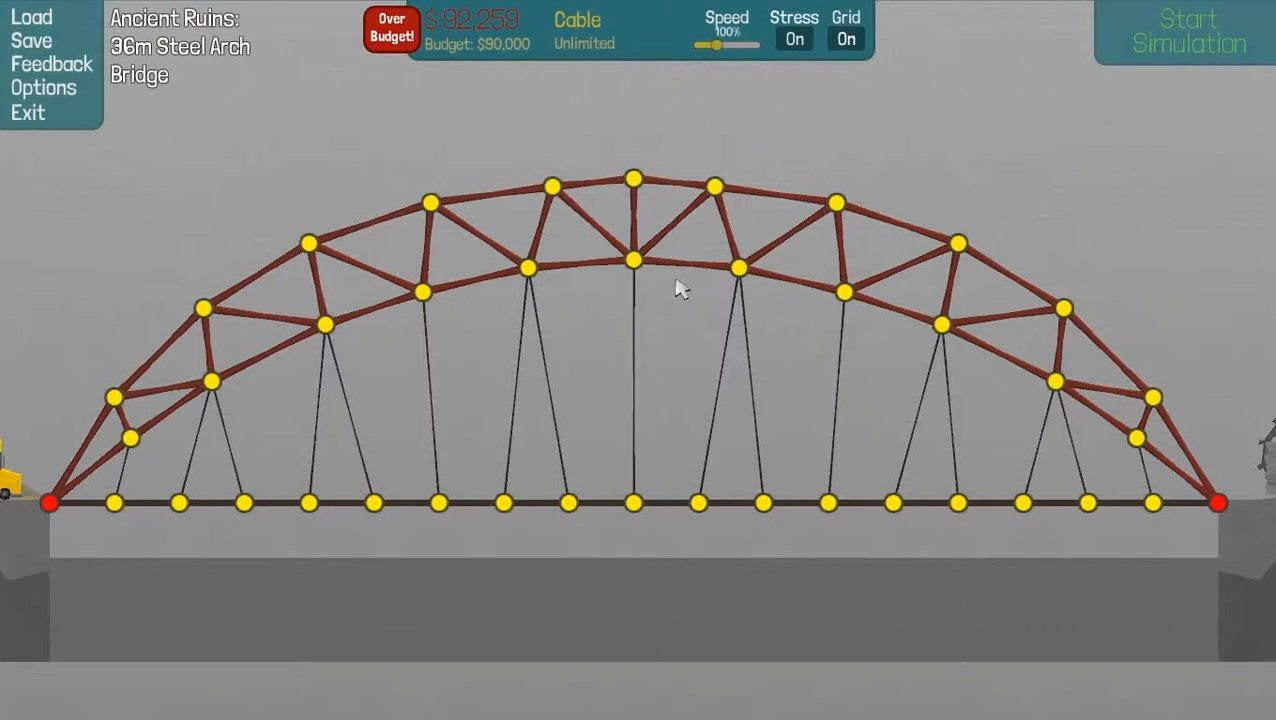 Load
Save
Feedback
Options
Exit
Ancient Ruins:
36m Steel Arch
Bridge
Over
Budget!
$ 92,259
Budget: $90,000
Cable
Unlimited
Speed
100%
Stress
On
Grid
On
Start
Simulation